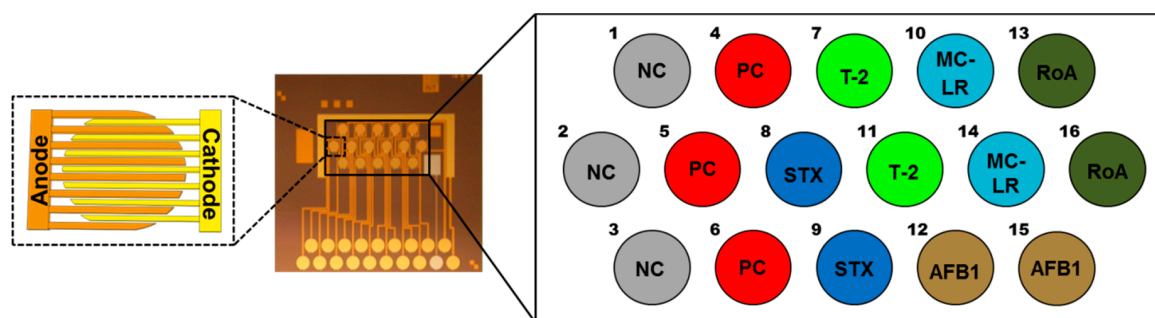 Anode
Cathode
1 4 7 10 13
NC PC T-2 MC-
LR RoA
2 5 8 11 14 16
NC PC STX T-2 MC-
LR RoA
3 6 9 12 15
NC PC STX AFB1 AFB1